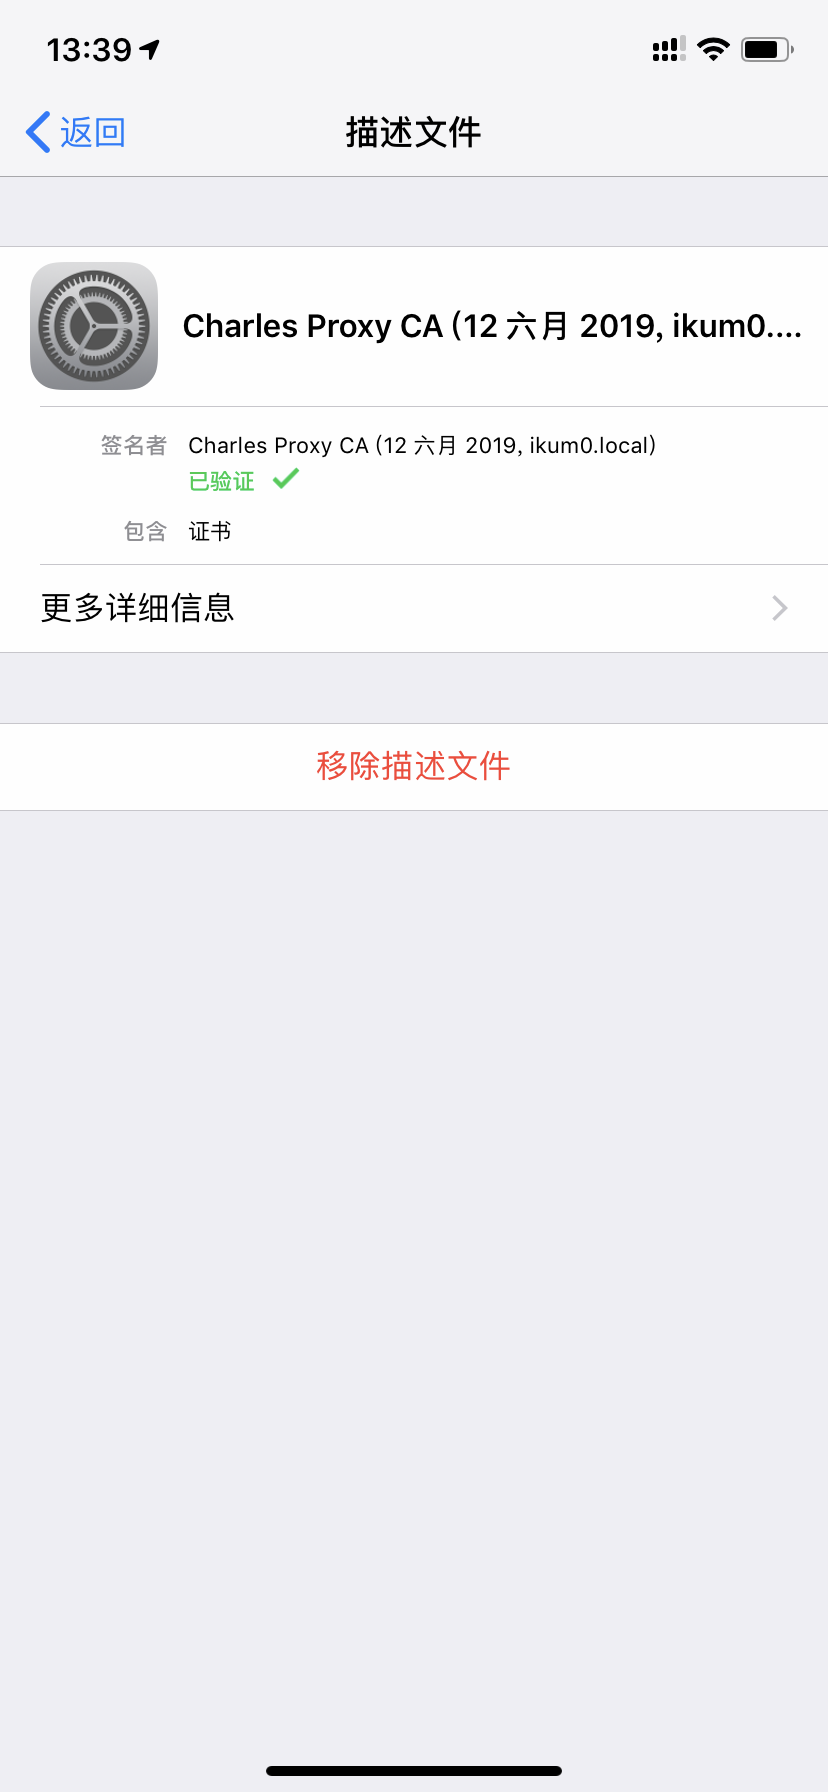 13:39
返回
描述文件
Charles Proxy CA (12 六月 2019, ikum0....
签名者 Charles Proxy CA (12 六月 2019, ikum0.local)
已验证
包含 证书
更多详细信息
移除描述文件